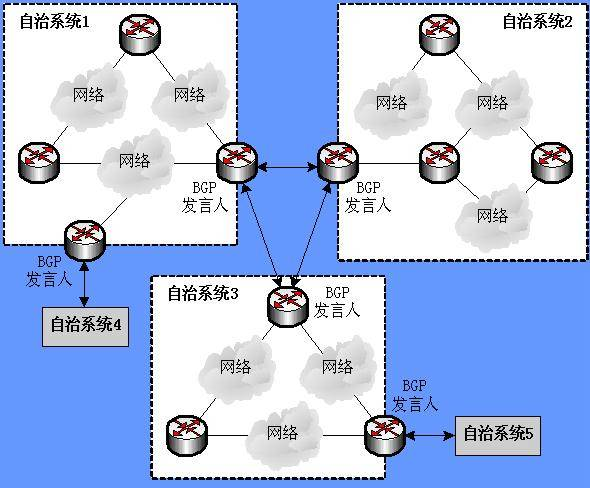 自治系统1
自治系统2
网络
网络
网络
网络
网络
BGP
发言人
BGP
发言人
网络
BGP
发言人
自治系统3
BGP
发言人
自治系统4
网络
网络
BGP
发言人
网络
自治系统5